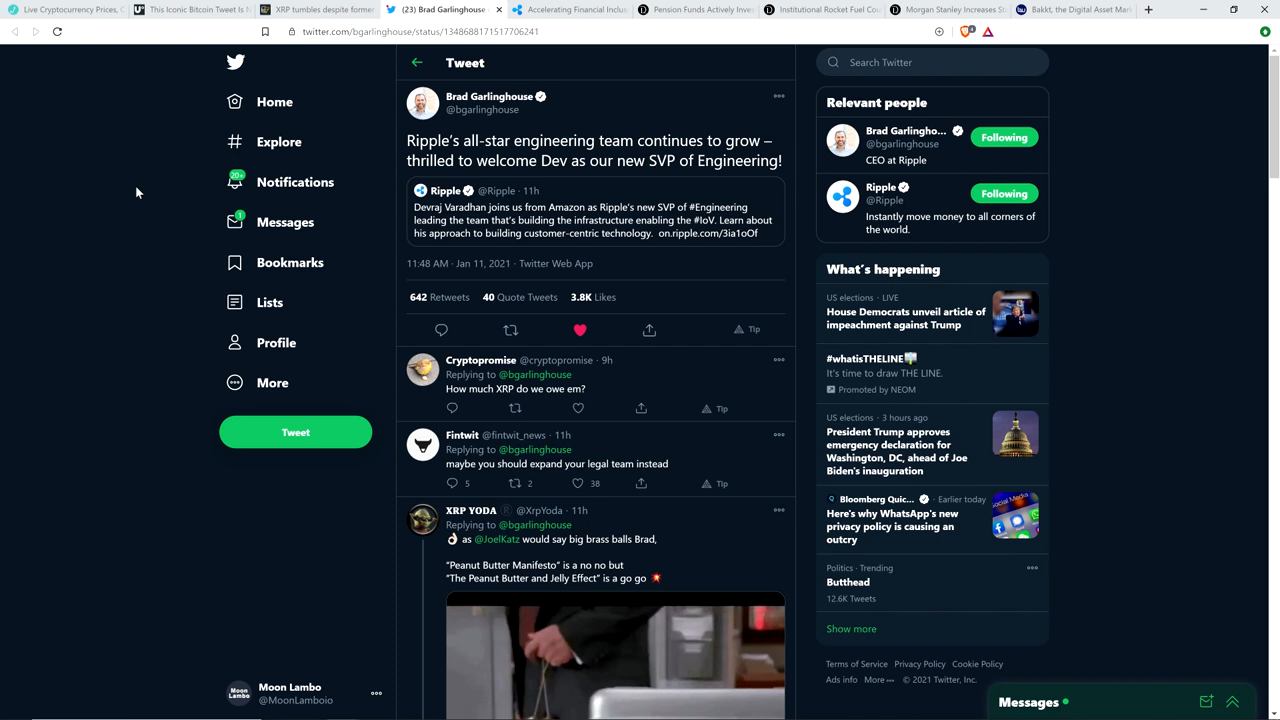 Live Cryptocurrency Prices, C
This Iconic Bitcoin Tweet Is N
XRP tumbles despite former
(23) Brad Garlinghouse
Accelerating Financial Inclus
Pension Funds Actively Inves
Institutional Rocket Fuel Cou
Morgan Stanley Increases St
Bakkt, the Digital Asset Mark
twitter.com/bgarlinghouse/status/1348688171517706241
Home
Explore
20+
Notifications
1
Messages
Bookmarks
Lists
Profile
More
Tweet
Moon Lambo
@MoonLamboio
Tweet
Brad Garlinghouse
@bgarlinghouse
Ripple's all-star engineering team continues to grow –
thrilled to welcome Dev as our new SVP of Engineering!
Ripple @Ripple · 11h
Devraj Varadhan joins us from Amazon as Ripple's new SVP of #Engineering
leading the team that's building the infrastructure enabling the #IoV. Learn about
his approach to building customer-centric technology. on.ripple.com/3ia1oOf
11:48 AM · Jan 11, 2021 · Twitter Web App
642 Retweets 40 Quote Tweets 3.8K Likes
Tip
Cryptopromise @cryptopromise · 9h
Replying to @bgarlinghouse
How much XRP do we owe em?
Tip
Fintwit @fintwit_news · 11h
Replying to @bgarlinghouse
maybe you should expand your legal team instead
5 2 38 Tip
XRP YODA @XrpYoda · 11h
Replying to @bgarlinghouse
👌🏻 as @JoelKatz would say big brass balls Brad,
"Peanut Butter Manifesto" is a no no but
"The Peanut Butter and Jelly Effect" is a go go 💥
Search Twitter
Relevant people
Brad Garlingho...
@bgarlinghouse
Following
CEO at Ripple
Ripple
@Ripple
Following
Instantly move money to all corners of
the world.
What's happening
US elections · LIVE
House Democrats unveil article of
impeachment against Trump
#whatisTHELINE
It's time to draw THE LINE.
Promoted by NEOM
US elections · 3 hours ago
President Trump approves
emergency declaration for
Washington, DC, ahead of Joe
Biden's inauguration
Bloomberg Quic... · Earlier today
Here's why WhatsApp's new
privacy policy is causing an
outcry
Politics · Trending
Butthead
12.6K Tweets
Show more
Terms of Service Privacy Policy Cookie Policy
Ads info More © 2021 Twitter, Inc.
Messages